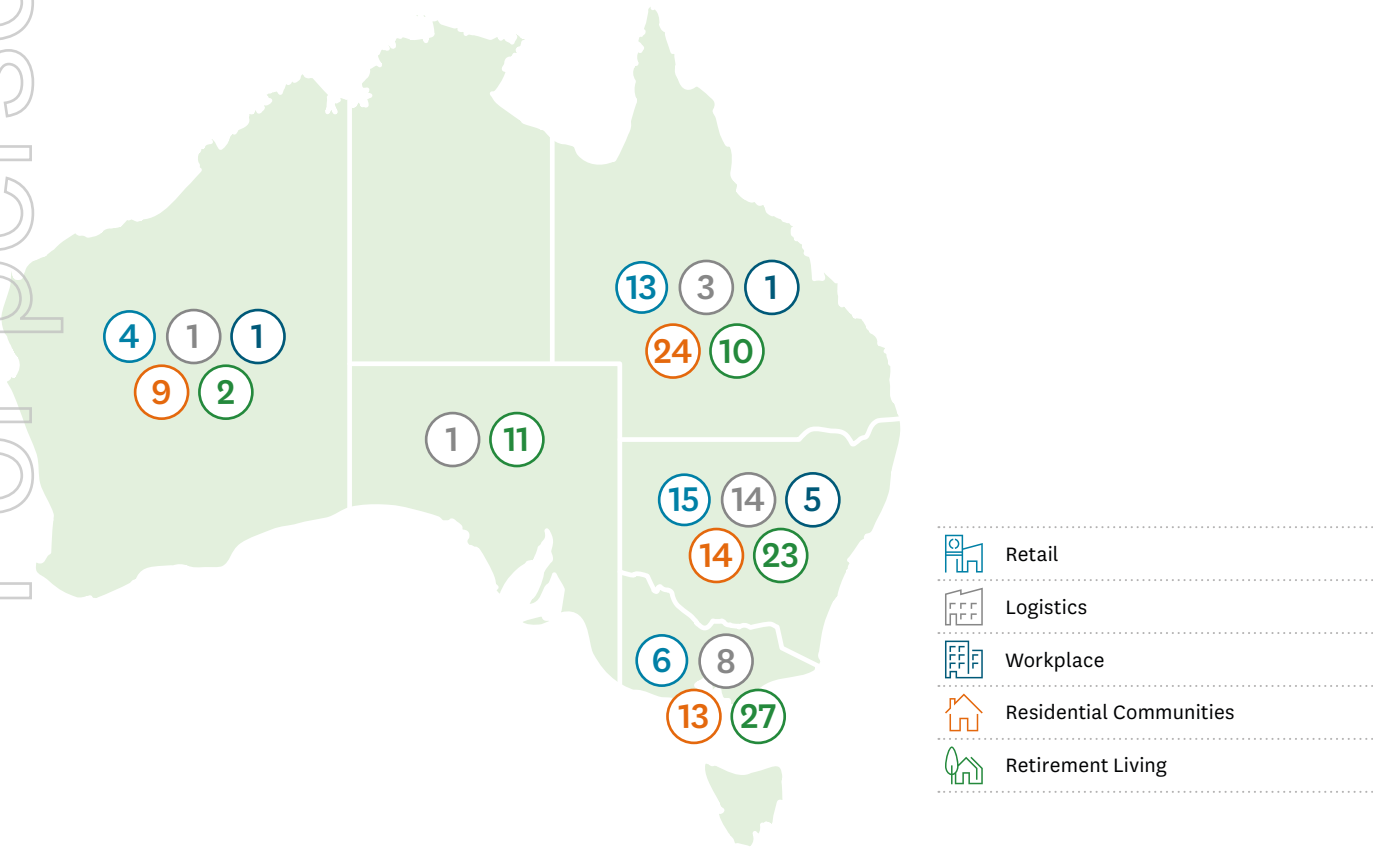 13 3 1
24 10
4 1 1
9 2
1 11
15 14 5
14 23
6 8
13 27
Retail
Logistics
Workplace
Residential Communities
Retirement Living